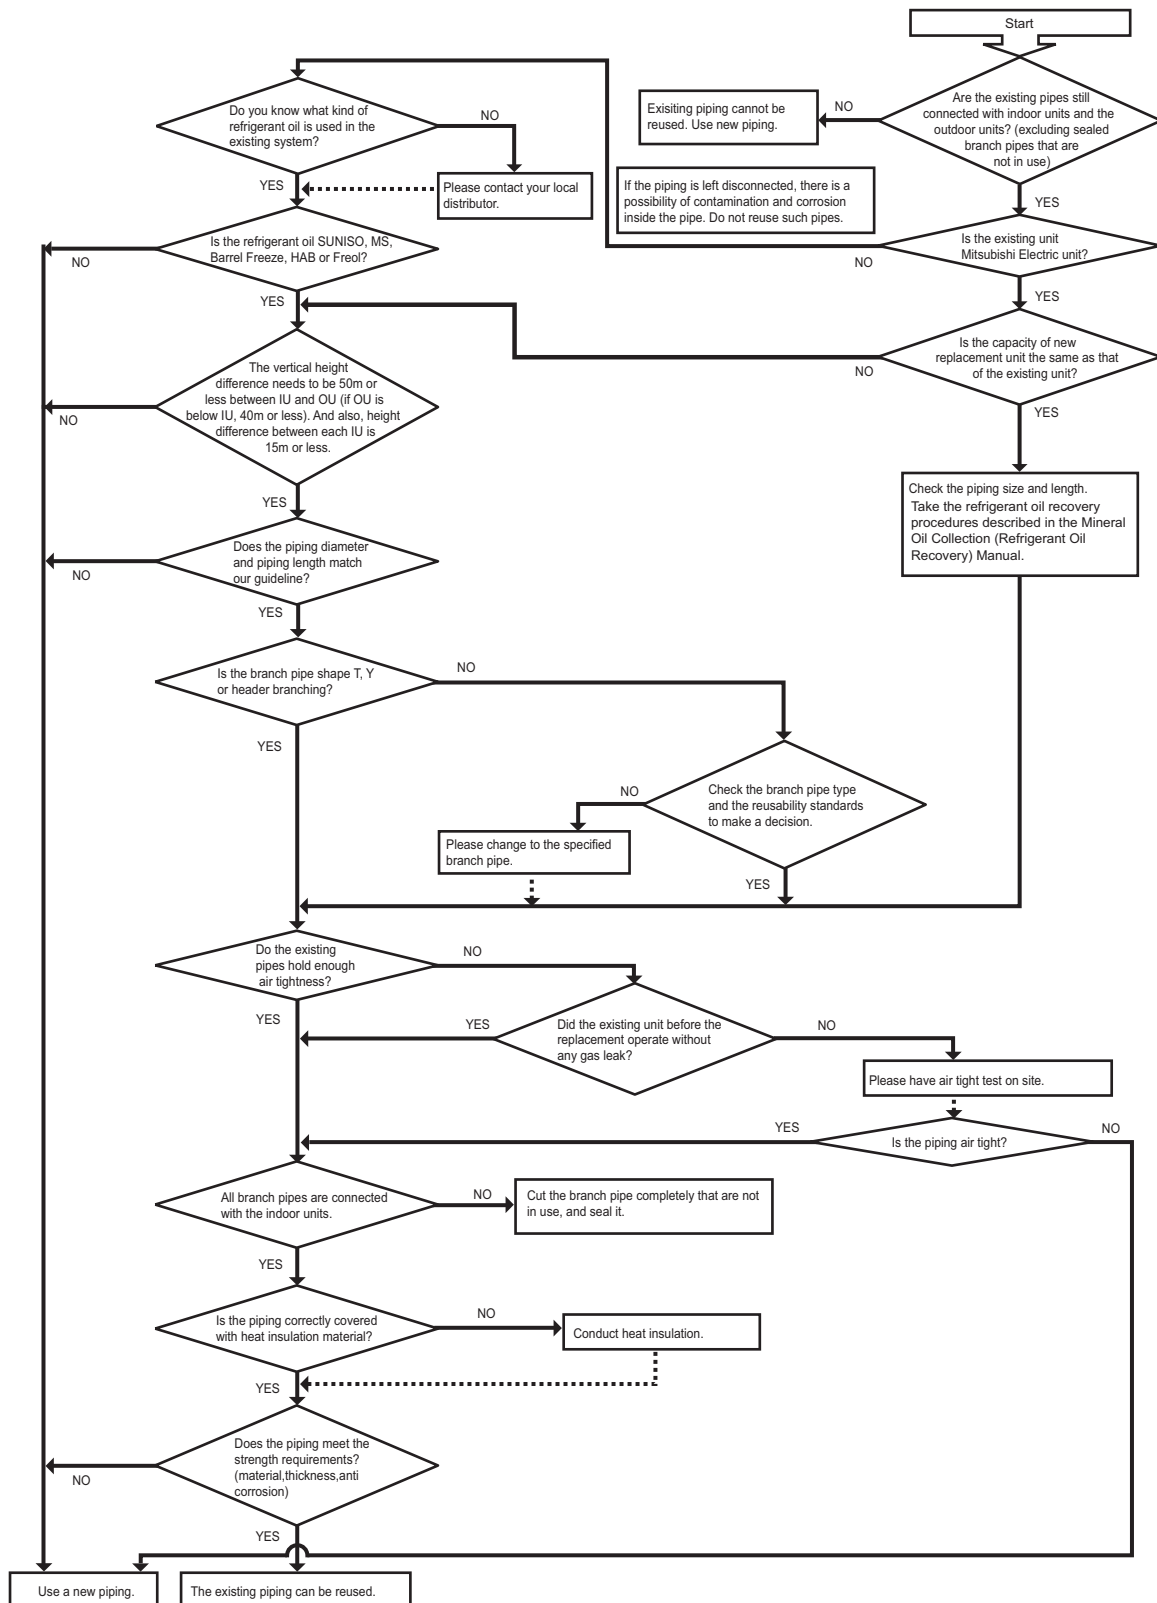 Start
Are the existing pipes still
connected with indoor units and the
outdoor units? (excluding sealed
branch pipes that are
not in use)
NO
Exisiting piping cannot be
reused. Use new piping.
If the piping is left disconnected, there is a
possibility of contamination and corrosion
inside the pipe. Do not reuse such pipes.
YES
Is the existing unit
Mitsubishi Electric unit?
NO
YES
Is the capacity of new
replacement unit the same as that
of the existing unit?
NO
YES
Check the piping size and length.
Take the refrigerant oil recovery
procedures described in the Mineral
Oil Collection (Refrigerant Oil
Recovery) Manual.
Do you know what kind of
refrigerant oil is used in the
existing system?
NO
YES
Please contact your local
distributor.
Is the refrigerant oil SUNISO, MS,
Barrel Freeze, HAB or Freol?
NO
YES
The vertical height
difference needs to be 50m or
less between IU and OU (if OU is
below IU, 40m or less). And also, height
difference between each IU is
15m or less.
NO
YES
Does the piping diameter
and piping length match
our guideline?
NO
YES
Is the branch pipe shape T, Y
or header branching?
NO
YES
Check the branch pipe type
and the reusability standards
to make a decision.
NO
Please change to the specified
branch pipe.
YES
Do the existing
pipes hold enough
air tightness?
NO
YES
Did the existing unit before the
replacement operate without
any gas leak?
YES
NO
Please have air tight test on site.
Is the piping air tight?
YES
NO
All branch pipes are connected
with the indoor units.
NO
Cut the branch pipe completely that are not
in use, and seal it.
YES
Is the piping correctly covered
with heat insulation material?
NO
Conduct heat insulation.
YES
Does the piping meet the
strength requirements?
(material,thickness,anti
corrosion)
NO
YES
Use a new piping.
The existing piping can be reused.